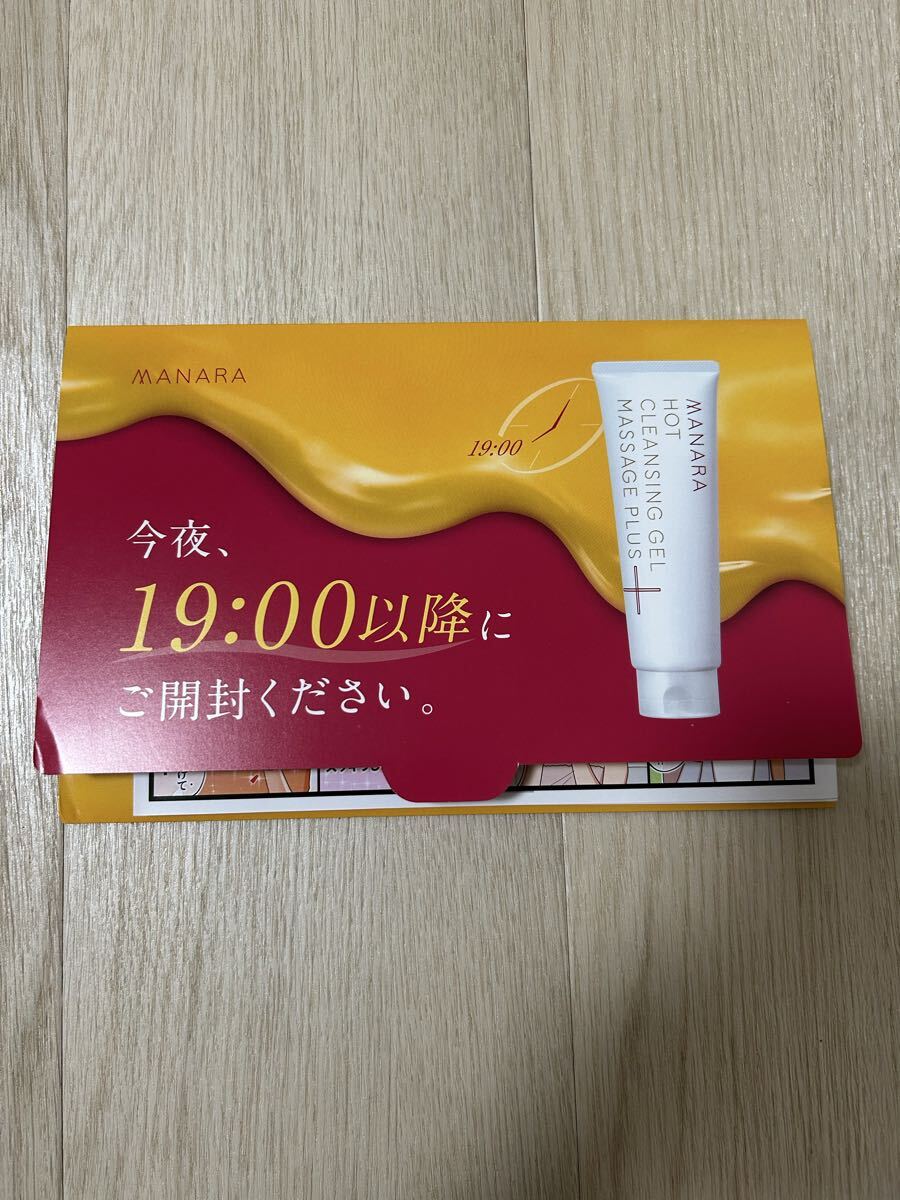 MANARA
19:00
MANARA
HOT
CLEANSING GEL
MASSAGE PLUS
今夜、
19:00以降に
ご開封ください。